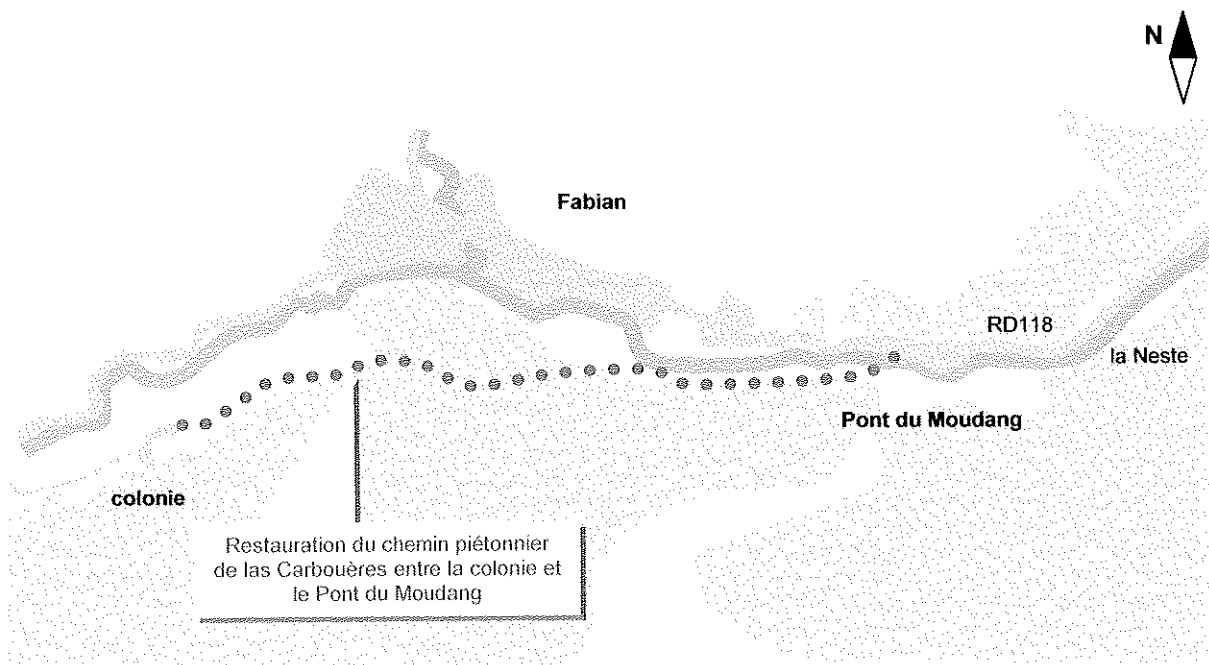 N
Fabian
RD118
la Neste
Pont du Moudang
colonie
Restauration du chemin piétonnier
de las Carbouères entre la colonie et
le Pont du Moudang